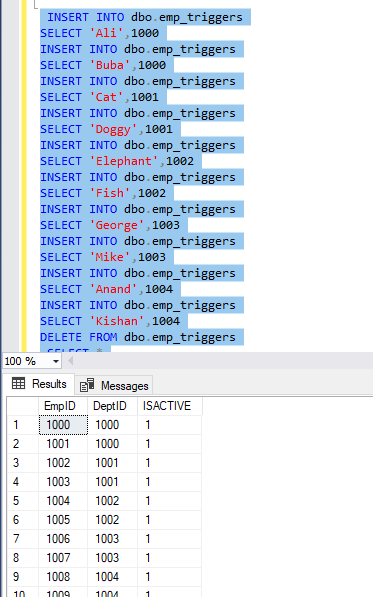 INSERT INTO dbo.emp_triggers
SELECT 'Ali',1000
INSERT INTO dbo.emp_triggers
SELECT 'Buba',1000
INSERT INTO dbo.emp_triggers
SELECT 'Cat',1001
INSERT INTO dbo.emp_triggers
SELECT 'Doggy',1001
INSERT INTO dbo.emp_triggers
SELECT 'Elephant',1002
INSERT INTO dbo.emp_triggers
SELECT 'Fish',1002
INSERT INTO dbo.emp_triggers
SELECT 'George',1003
INSERT INTO dbo.emp_triggers
SELECT 'Mike',1003
INSERT INTO dbo.emp_triggers
SELECT 'Anand',1004
INSERT INTO dbo.emp_triggers
SELECT 'Kishan',1004
DELETE FROM dbo.emp_triggers
SELECT *
100 %
Results Messages
EmpID DeptID ISACTIVE
1 1000 1000 1
2 1001 1000 1
3 1002 1001 1
4 1003 1001 1
5 1004 1002 1
6 1005 1002 1
7 1006 1003 1
8 1007 1003 1
9 1008 1004 1
10 1009 1004 1